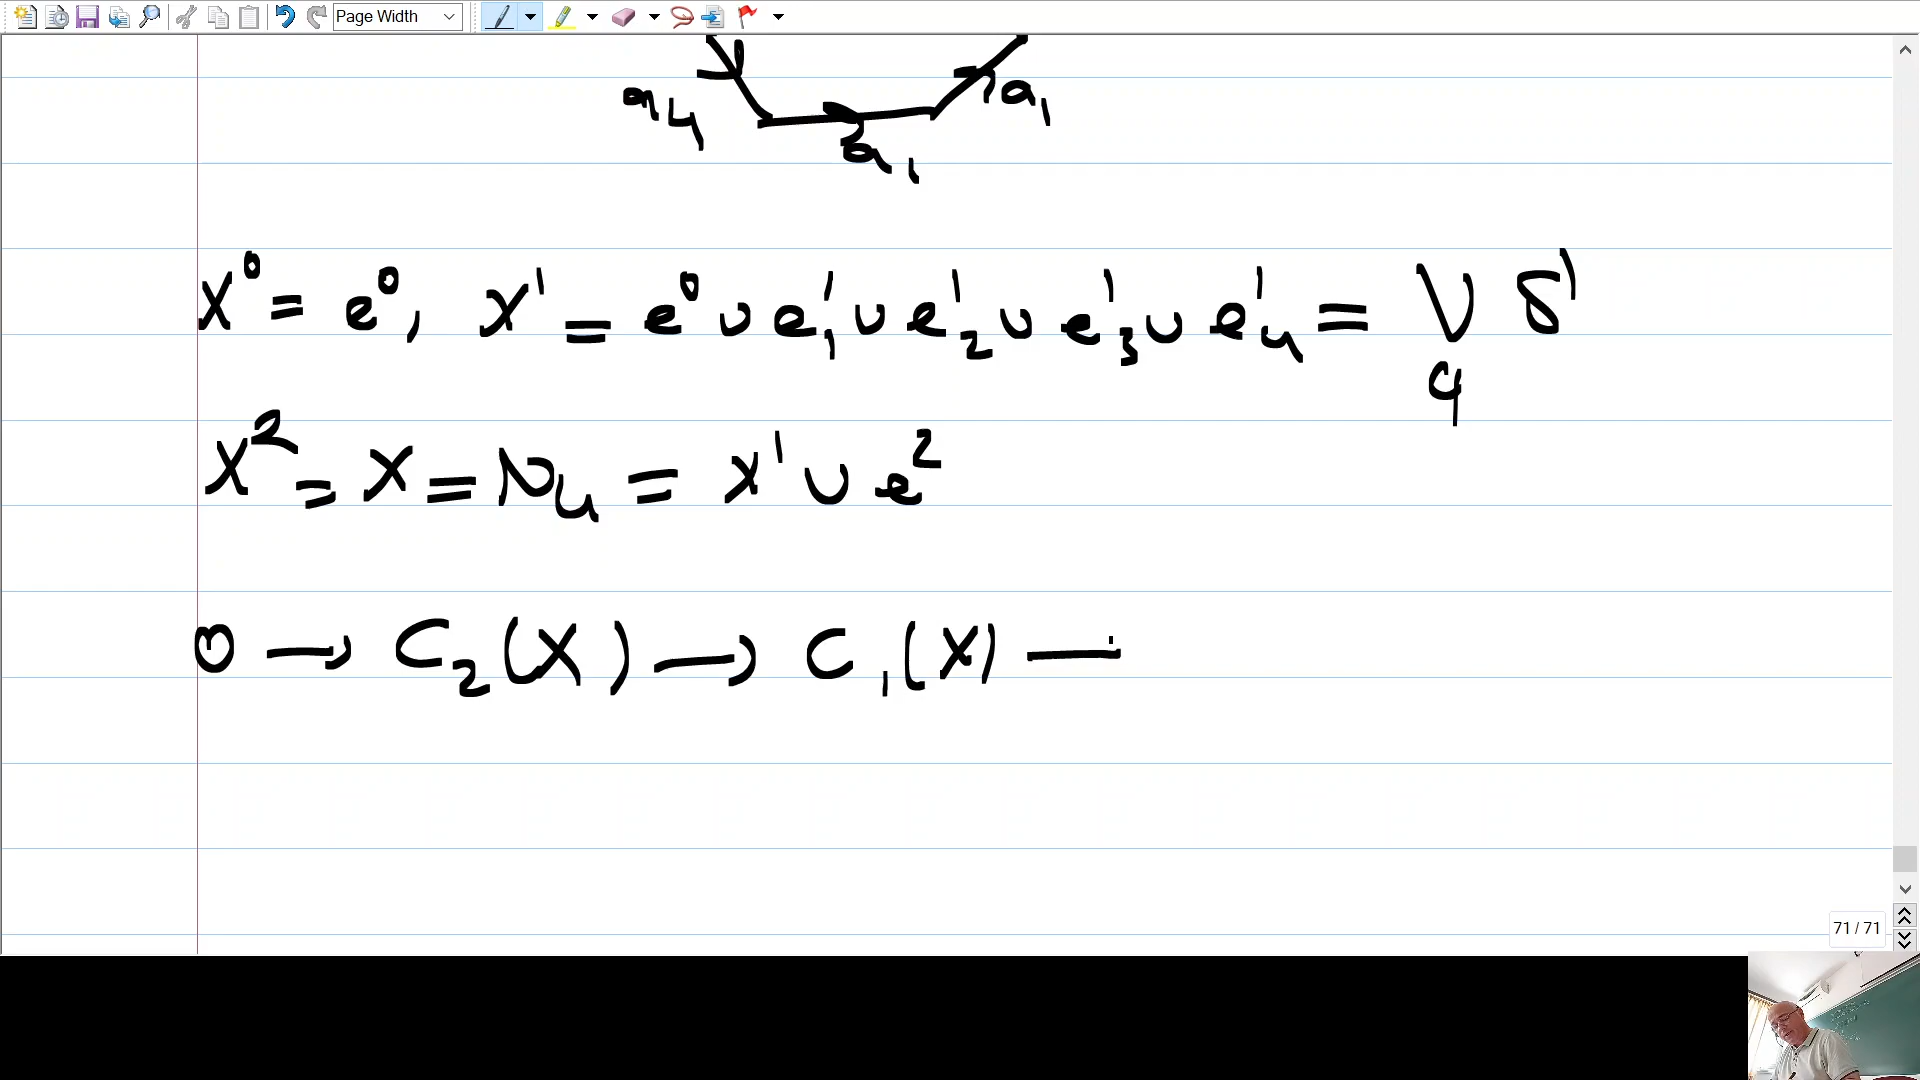 Page Width
a₄ a₁ a₁
X⁰ = e⁰, X¹ = e⁰ ∪ e¹₁ ∪ e¹₂ ∪ e¹₃ ∪ e¹₄ = ⋁₄ S¹
X² = X = N₄ = X¹ ∪ e²
0 → C₂(X) → C₁(X) —
71 / 71